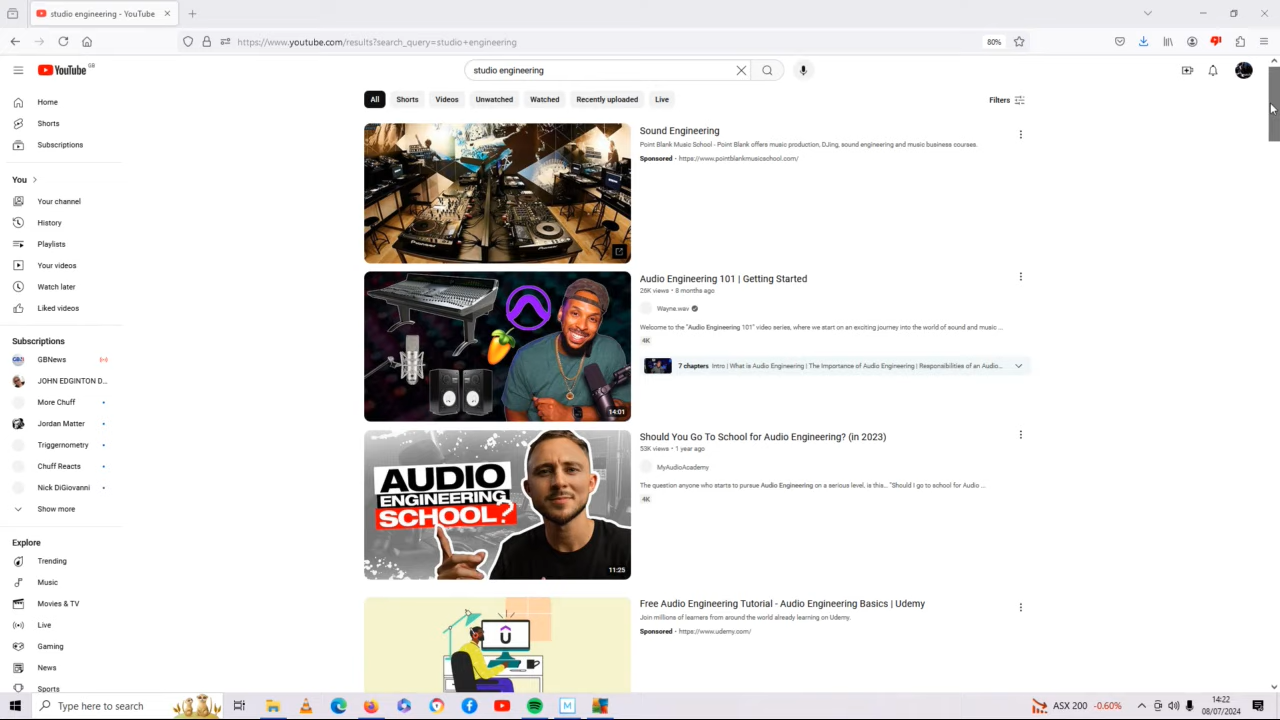 studio engineering - YouTube
https://www.youtube.com/results?search_query=studio+engineering
80%
YouTube GB
studio engineering
All
Shorts
Videos
Unwatched
Watched
Recently uploaded
Live
Filters
Home
Shorts
Subscriptions
You
Your channel
History
Playlists
Your videos
Watch later
Liked videos
Subscriptions
GBNews
JOHN EDGINTON D...
More Chuff
Jordan Matter
Triggernometry
Chuff Reacts
Nick DiGiovanni
Show more
Explore
Trending
Music
Movies & TV
Live
Gaming
News
Sports
Sound Engineering
Point Blank Music School - Point Blank offers music production, DJing, sound engineering and music business courses.
Sponsored · https://www.pointblankmusicschool.com/
14:01
Audio Engineering 101 | Getting Started
26K views • 8 months ago
Wayne.wav
Welcome to the "Audio Engineering 101" video series, where we start on an exciting journey into the world of sound and music ...
4K
7 chapters Intro | What is Audio Engineering | The Importance of Audio Engineering | Responsibilities of an Audio...
AUDIO
ENGINEERING
SCHOOL?
11:25
Should You Go To School for Audio Engineering? (in 2023)
53K views • 1 year ago
MyAudioAcademy
The question anyone who starts to pursue Audio Engineering on a serious level, is this... "Should I go to school for Audio ...
4K
Free Audio Engineering Tutorial - Audio Engineering Basics | Udemy
Join millions of learners from around the world already learning on Udemy.
Sponsored · https://www.udemy.com/
Type here to search
ASX 200 -0.60%
14:22
08/07/2024